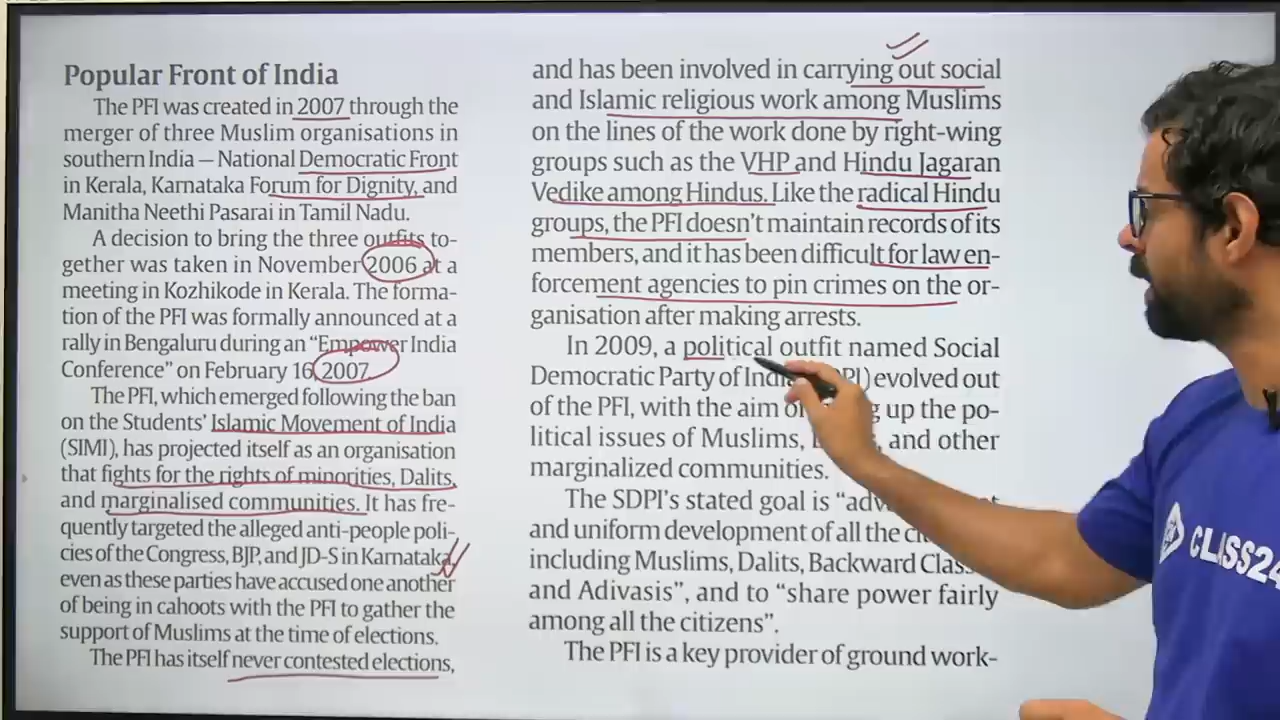 Popular Front of India
The PFI was created in 2007 through the
merger of three Muslim organisations in
southern India — National Democratic Front
in Kerala, Karnataka Forum for Dignity, and
Manitha Neethi Pasarai in Tamil Nadu.
A decision to bring the three outfits to-
gether was taken in November 2006 at a
meeting in Kozhikode in Kerala. The forma-
tion of the PFI was formally announced at a
rally in Bengaluru during an “Empower India
Conference” on February 16, 2007.
The PFI, which emerged following the ban
on the Students’ Islamic Movement of India
(SIMI), has projected itself as an organisation
that fights for the rights of minorities, Dalits,
and marginalised communities. It has fre-
quently targeted the alleged anti-people poli-
cies of the Congress, BJP, and JD-S in Karnataka,
even as these parties have accused one another
of being in cahoots with the PFI to gather the
support of Muslims at the time of elections.
The PFI has itself never contested elections,
and has been involved in carrying out social
and Islamic religious work among Muslims
on the lines of the work done by right-wing
groups such as the VHP and Hindu Jagaran
Vedike among Hindus. Like the radical Hindu
groups, the PFI doesn’t maintain records of its
members, and it has been difficult for law en-
forcement agencies to pin crimes on the or-
ganisation after making arrests.
In 2009, a political outfit named Social
Democratic Party of India evolved out
of the PFI, with the aim of up the po-
litical issues of Muslims, and other
marginalized communities.
The SDPI’s stated goal is
and uniform development of all the
including Muslims, Dalits, Backward
and Adivasis”, and to “share power fairly
among all the citizens”.
The PFI is a key provider of ground work-
CLASS24